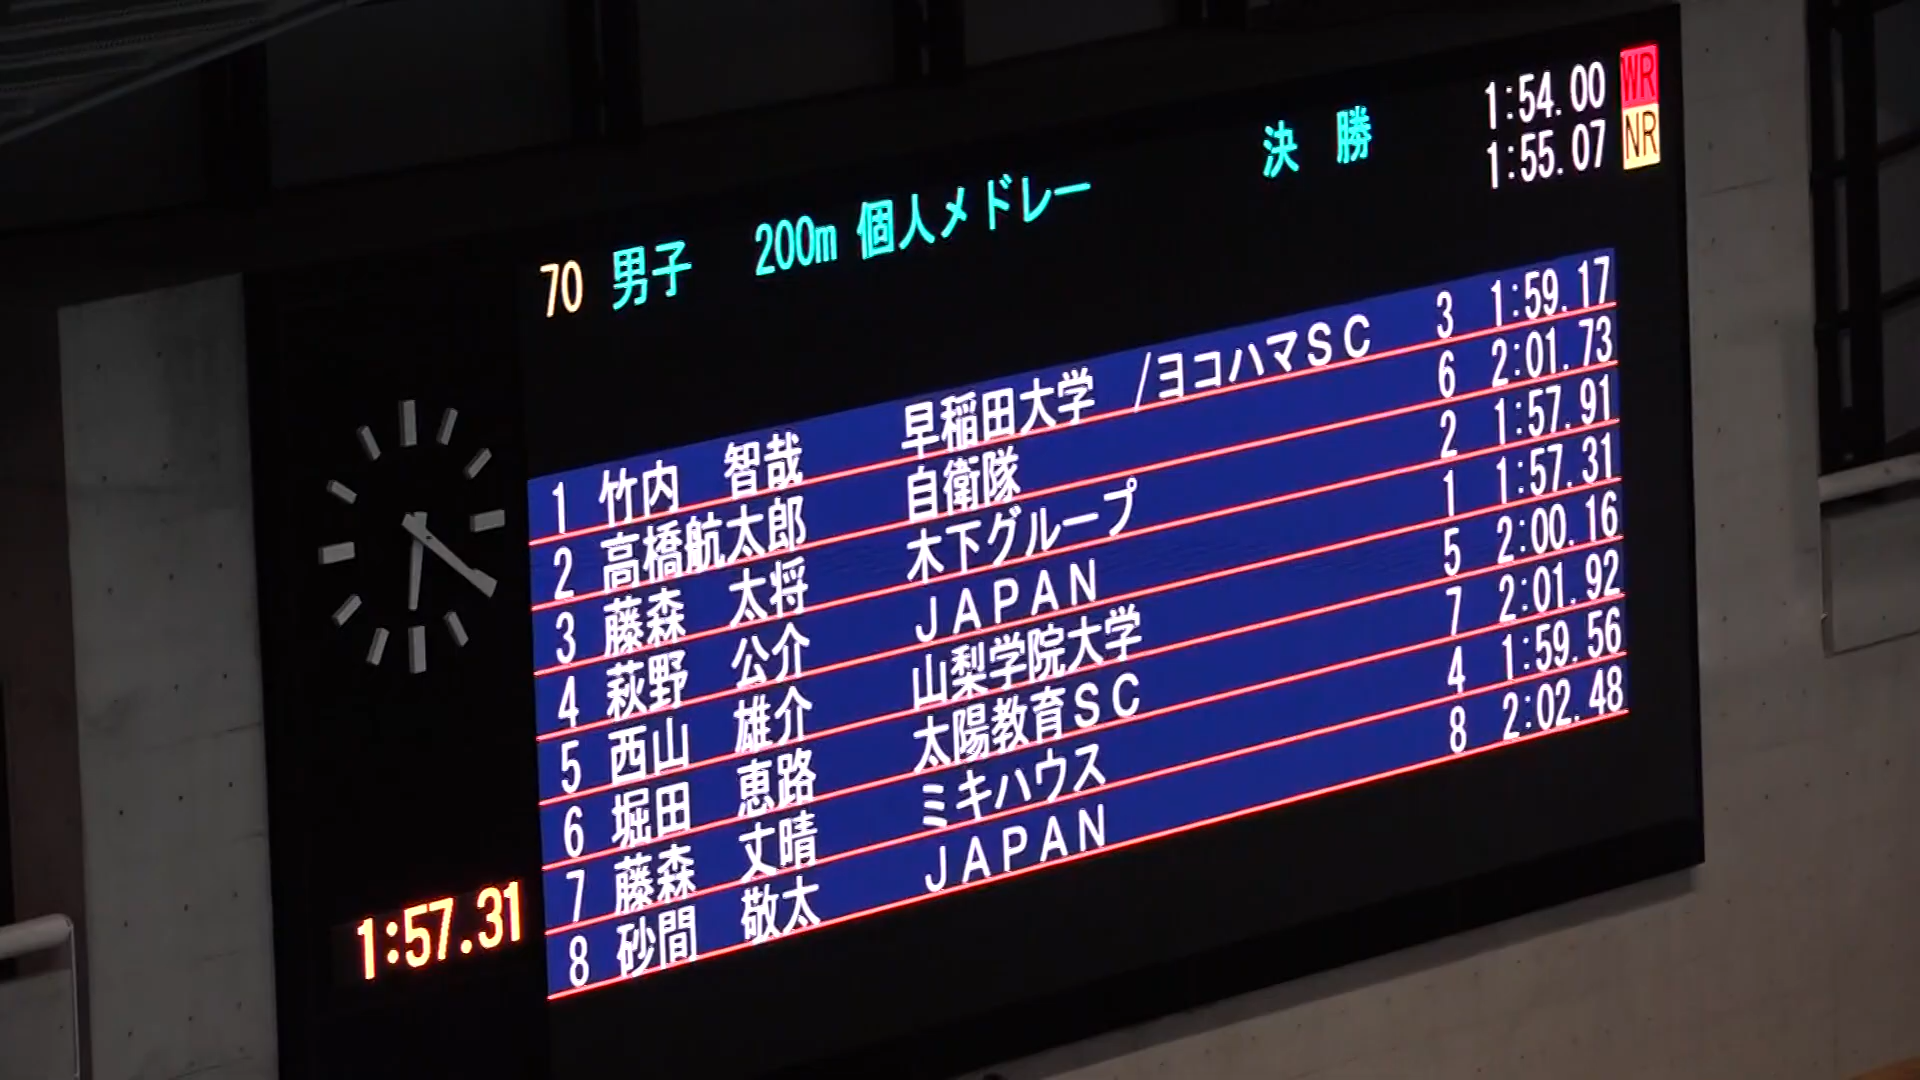 1:54.00 WR
1:55.07 NR
70 男子 200m 個人メドレー 決 勝
1 竹内 智哉 早稲田大学 /ヨコハマSC 3 1:59.17
2 高橋航太郎 自衛隊 6 2:01.73
3 藤森 太将 木下グループ 2 1:57.91
4 萩野 公介 JAPAN 1 1:57.31
5 西山 雄介 山梨学院大学 5 2:00.16
6 堀田 恵路 太陽教育SC 7 2:01.92
7 藤森 丈晴 ミキハウス 4 1:59.56
8 砂間 敬太 JAPAN 8 2:02.48
1:57.31